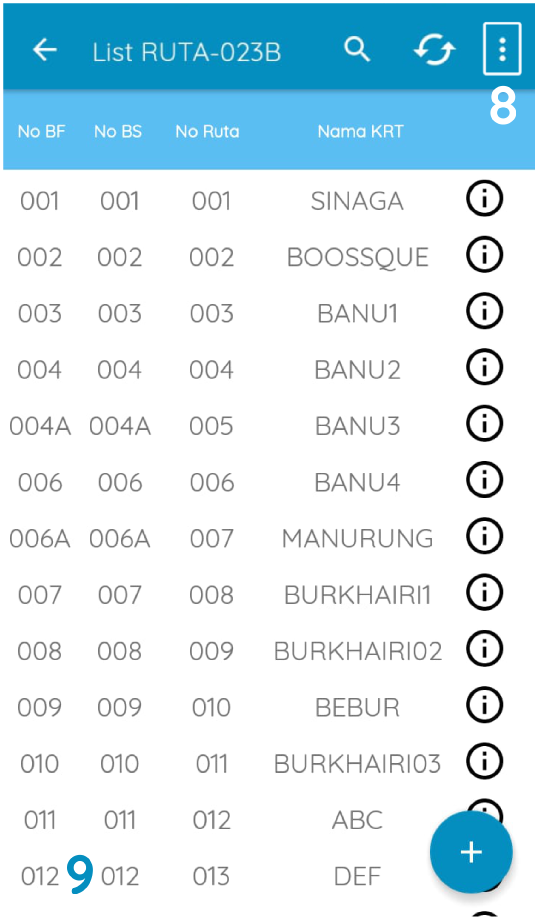 List RUTA-023B
8
No BF No BS No Ruta Nama KRT
001 001 001 SINAGA
002 002 002 BOOSSQUE
003 003 003 BANU1
004 004 004 BANU2
004A 004A 005 BANU3
006 006 006 BANU4
006A 006A 007 MANURUNG
007 007 008 BURKHAIRI1
008 008 009 BURKHAIRI02
009 009 010 BEBUR
010 010 011 BURKHAIRI03
011 011 012 ABC
012 9 012 013 DEF